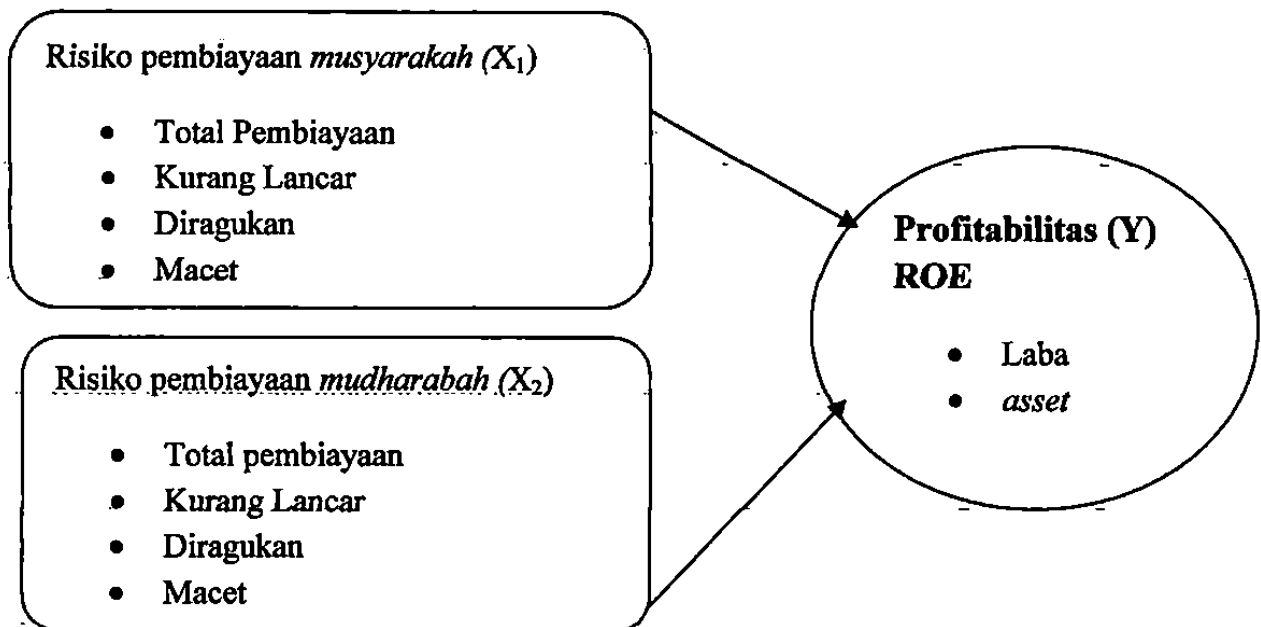 Risiko pembiayaan musyarakah (X₁)
• Total Pembiayaan
• Kurang Lancar
• Diragukan
• Macet
Risiko pembiayaan mudharabah (X₂)
• Total pembiayaan
• Kurang Lancar
• Diragukan
• Macet
Profitabilitas (Y)
ROE
• Laba
• asset